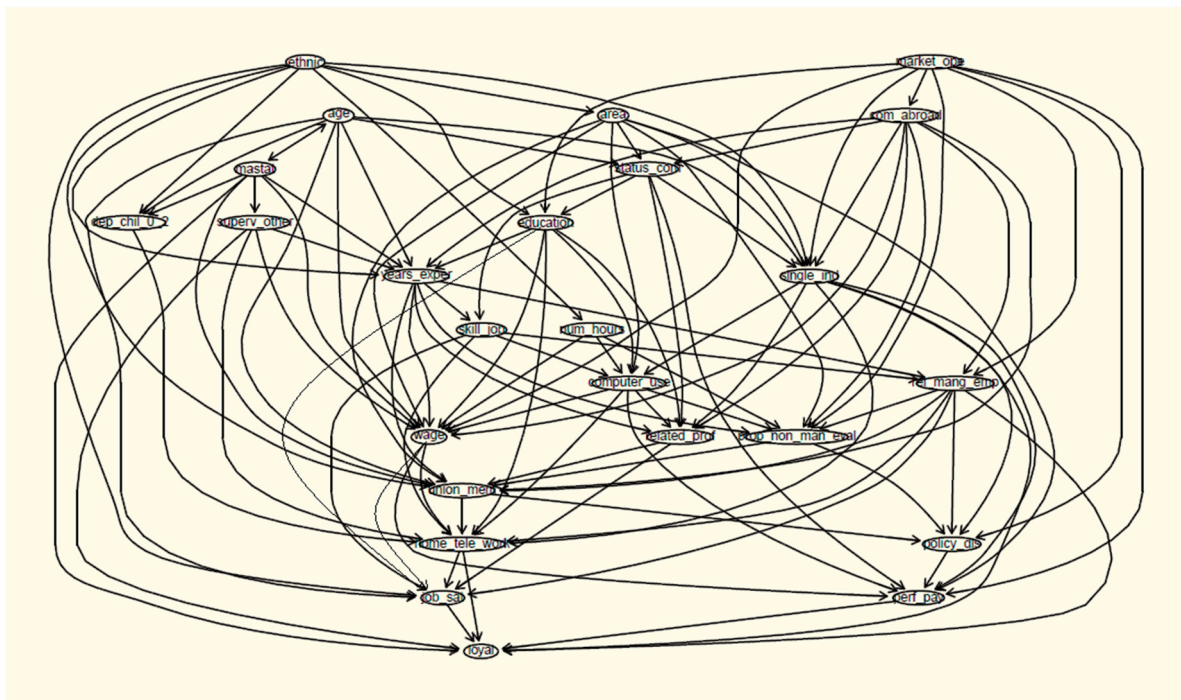 ethnic
market_ope
age
area
com_abroad
mastat
status_com
dep_chil_0_2
superv_other
education
years_exper
single_ind
skill_job
num_hours
computer_use
rel_mang_emp
wage
related_prof
prop_non_man_eval
union_mem
home_tele_work
policy_dis
job_sat
perf_pay
loyal